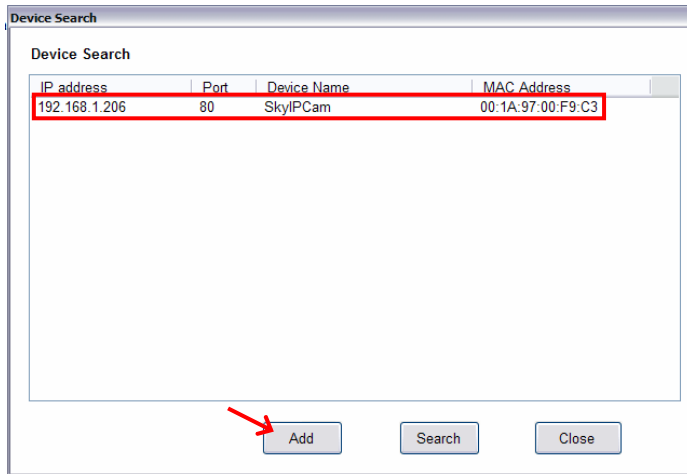 Device Search
Device Search
IP address Port Device Name MAC Address
192.168.1.206 80 SkyIPCam 00:1A:97:00:F9:C3
Add Search Close